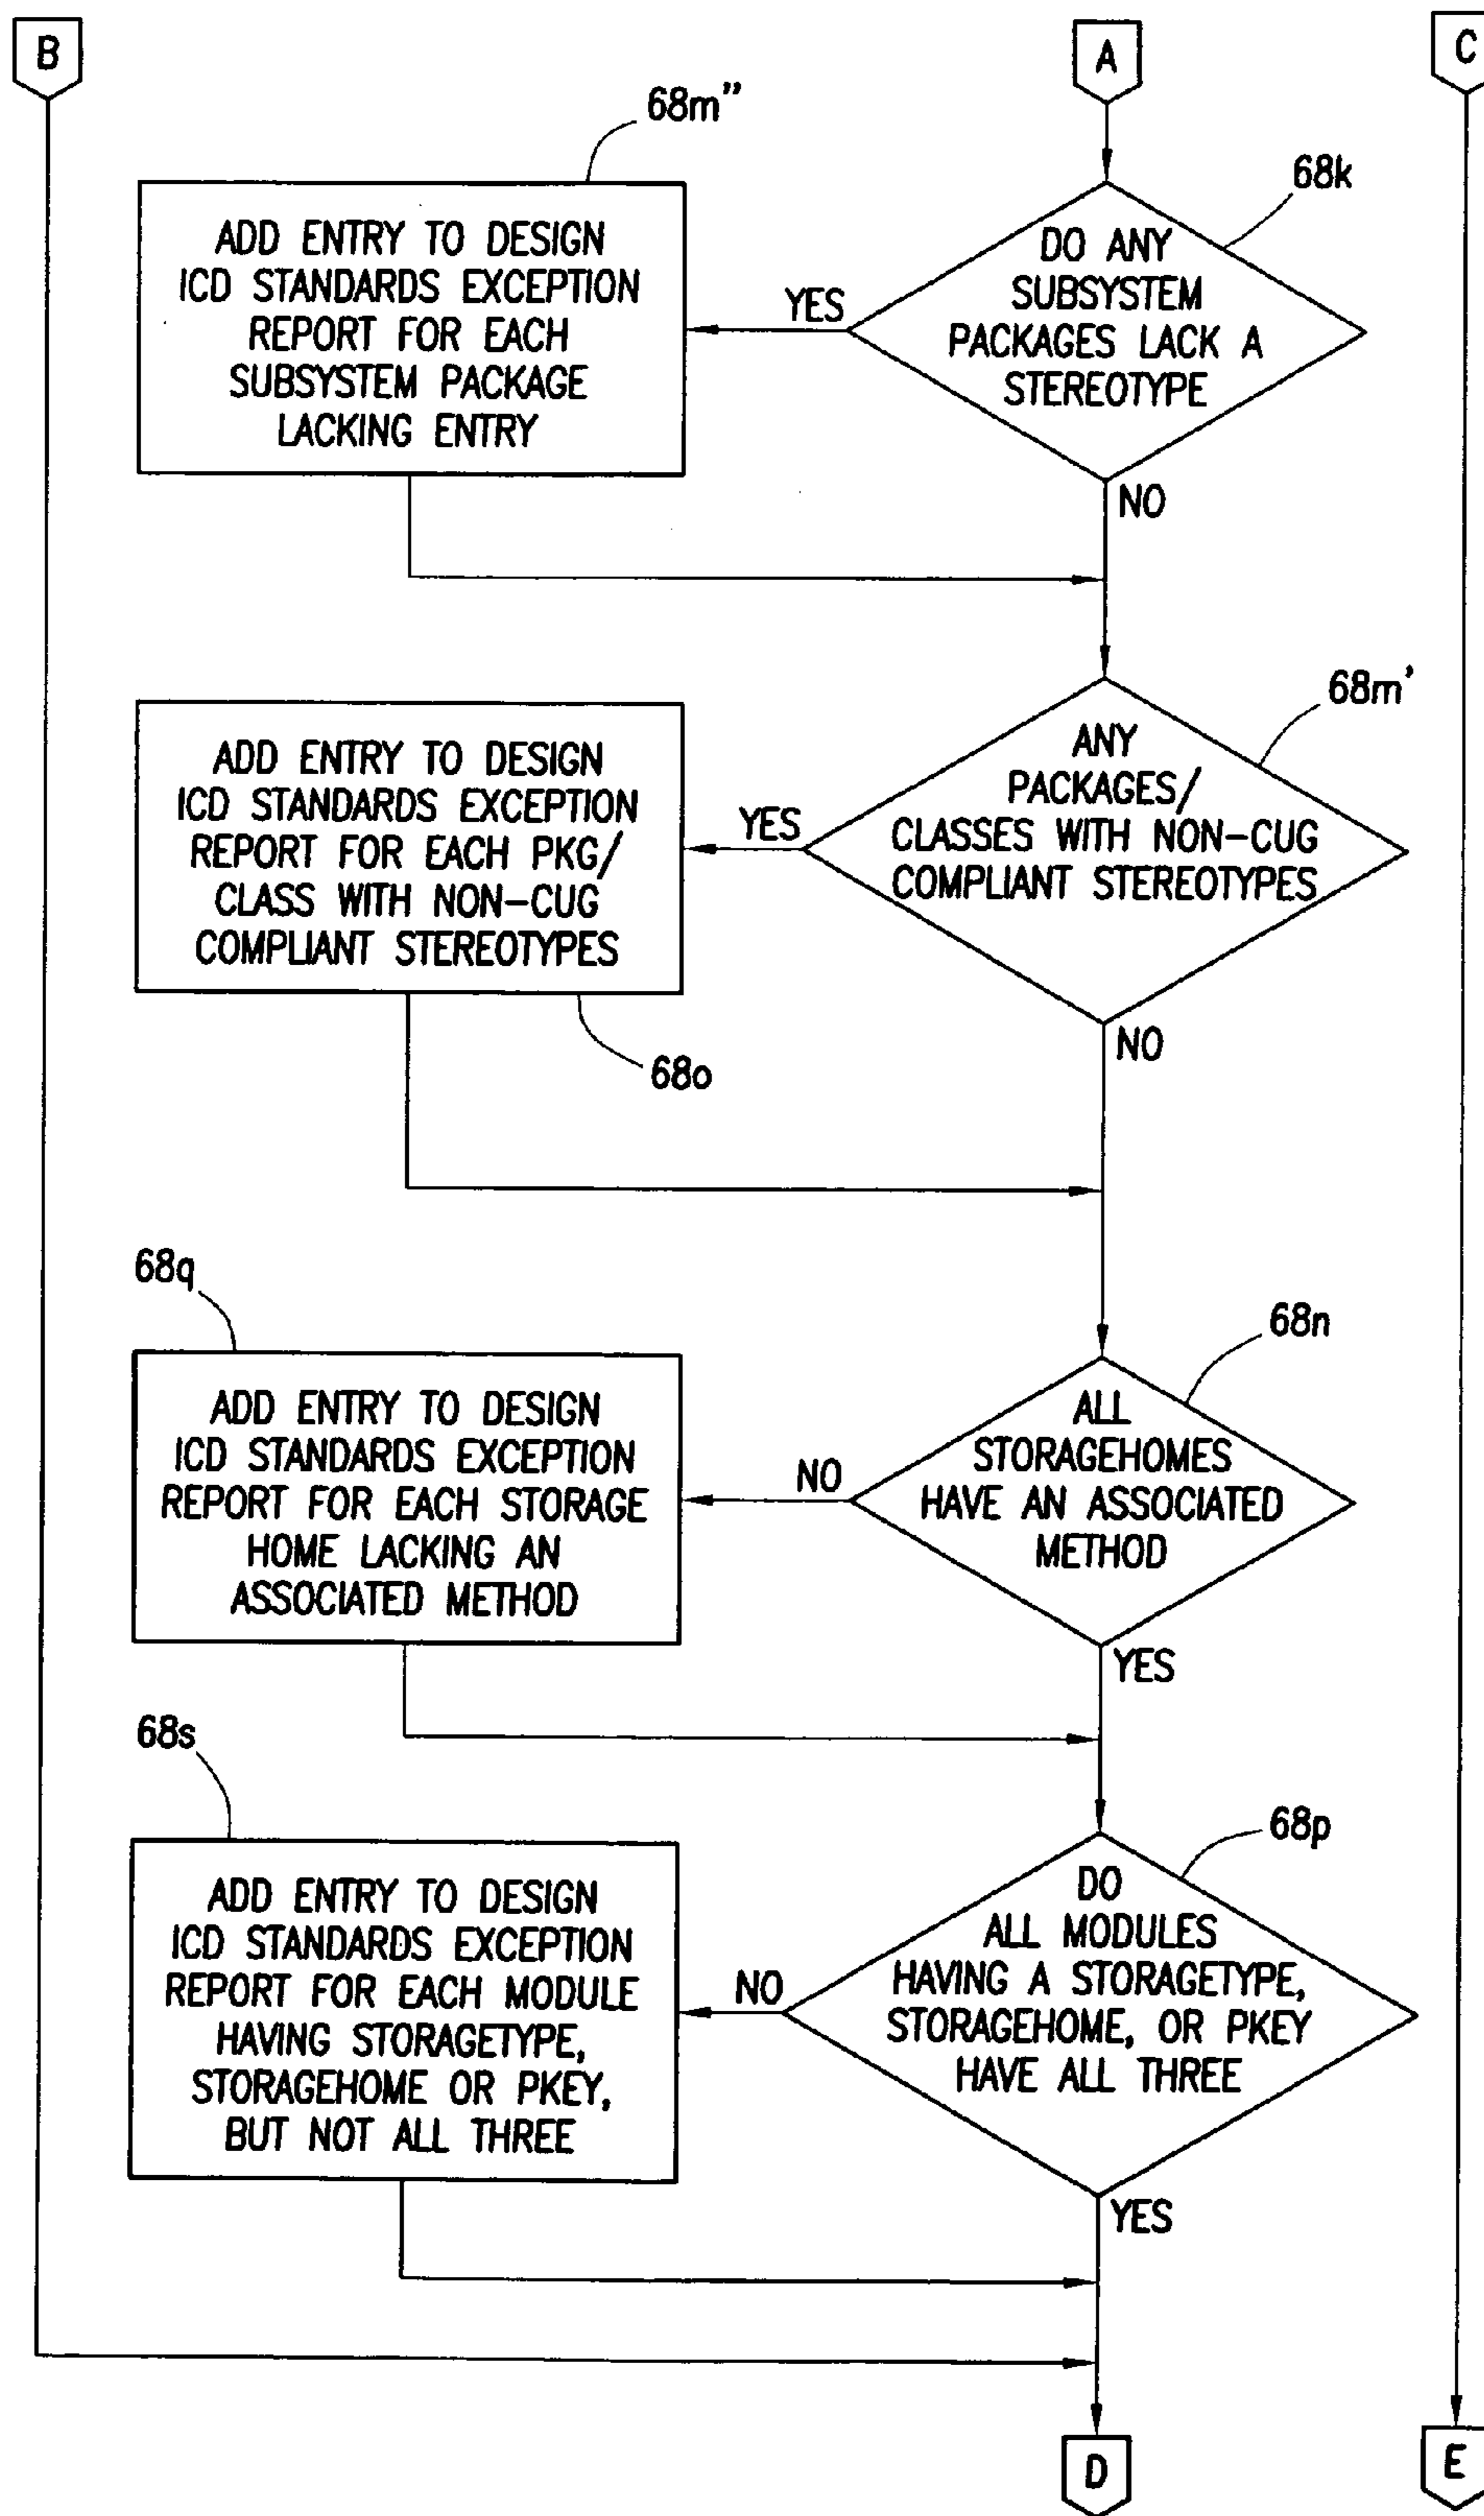 B
A
C
68m"
68k
ADD ENTRY TO DESIGN
ICD STANDARDS EXCEPTION
REPORT FOR EACH
SUBSYSTEM PACKAGE
LACKING ENTRY
YES
DO ANY
SUBSYSTEM
PACKAGES LACK A
STEREOTYPE
NO
68m'
ADD ENTRY TO DESIGN
ICD STANDARDS EXCEPTION
REPORT FOR EACH PKG/
CLASS WITH NON-CUG
COMPLIANT STEREOTYPES
YES
ANY
PACKAGES/
CLASSES WITH NON-CUG
COMPLIANT STEREOTYPES
NO
68o
68q
68n
ADD ENTRY TO DESIGN
ICD STANDARDS EXCEPTION
REPORT FOR EACH STORAGE
HOME LACKING AN
ASSOCIATED METHOD
NO
ALL
STORAGEHOMES
HAVE AN ASSOCIATED
METHOD
YES
68s
68p
ADD ENTRY TO DESIGN
ICD STANDARDS EXCEPTION
REPORT FOR EACH MODULE
HAVING STORAGETYPE,
STORAGEHOME OR PKEY,
BUT NOT ALL THREE
NO
DO
ALL MODULES
HAVING A STORAGETYPE,
STORAGEHOME, OR PKEY
HAVE ALL THREE
YES
D
E